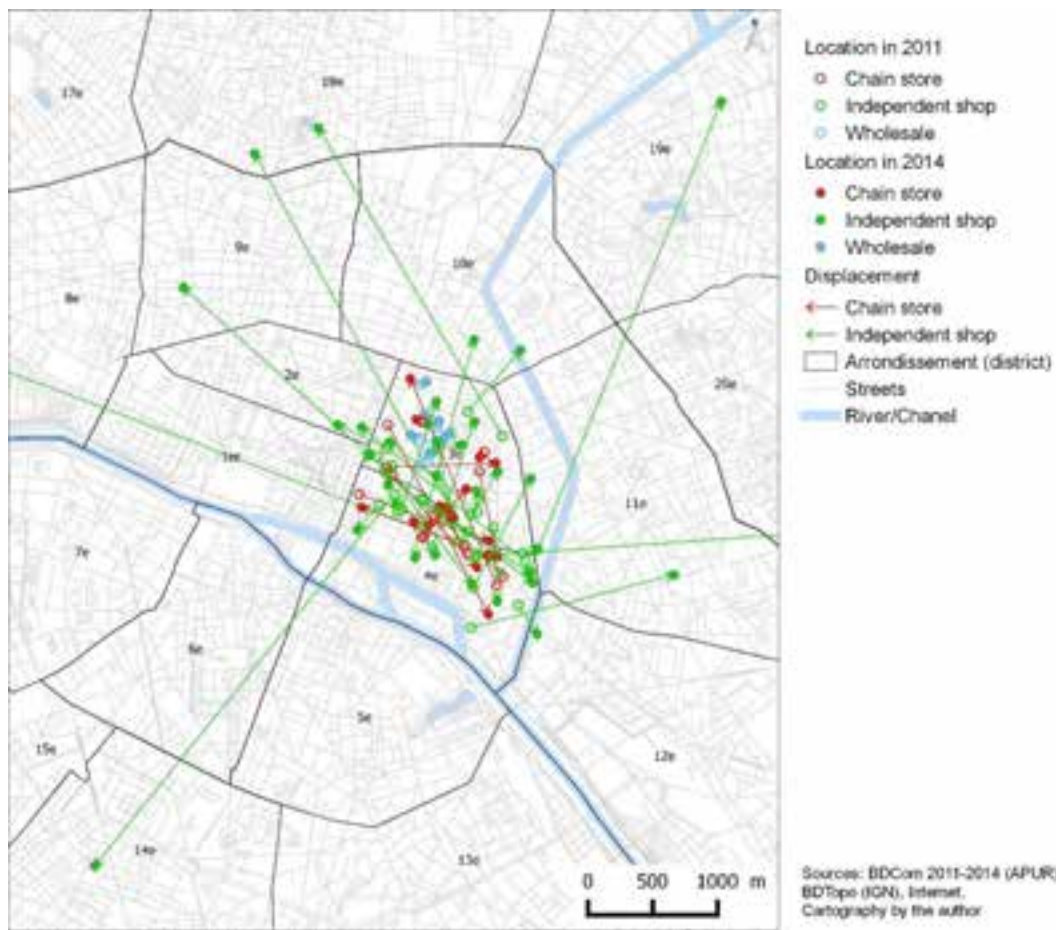 Location in 2011
Chain store
Independent shop
Wholesale
Location in 2014
Chain store
Independent shop
Wholesale
Displacement
Chain store
Independent shop
Arrondissement (district)
Streets
River/Chanel
17e
18e
19e
9e
10e
8e
2e
20e
1er
11e
7e
4e
6e
5e
15e
12e
14e
13e
0 500 1000 m
Sources: BDCom 2011-2014 (APUR)
BDTopo (IGN), Internet.
Cartography by the author